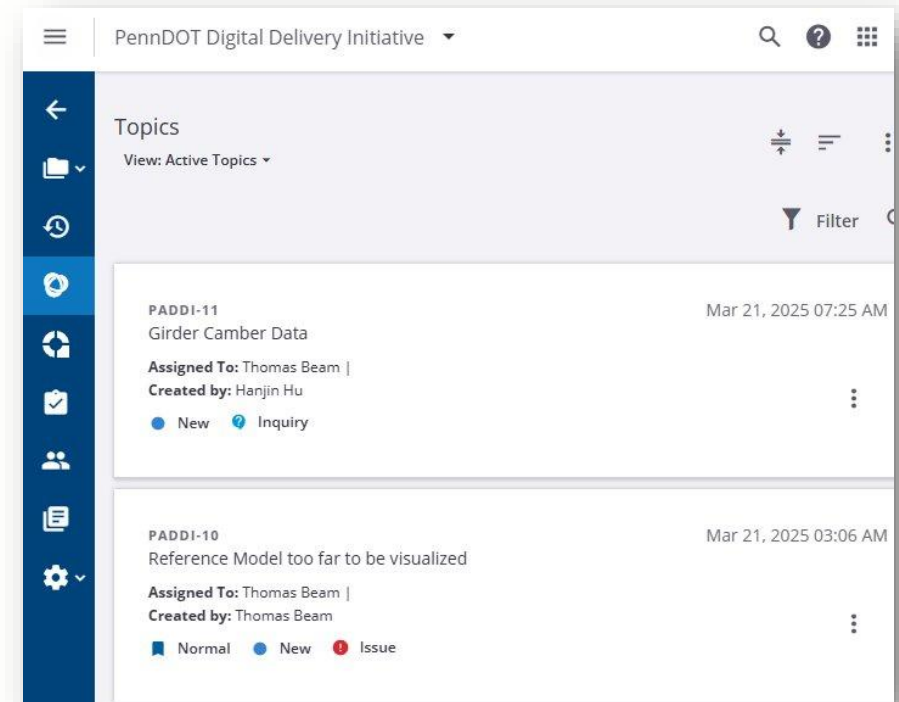 PennDOT Digital Delivery Initiative
Topics
View: Active Topics
Filter
PADDI-11
Mar 21, 2025 07:25 AM
Girder Camber Data
Assigned To: Thomas Beam |
Created by: Hanjin Hu
New Inquiry
PADDI-10
Mar 21, 2025 03:06 AM
Reference Model too far to be visualized
Assigned To: Thomas Beam |
Created by: Thomas Beam
Normal New Issue